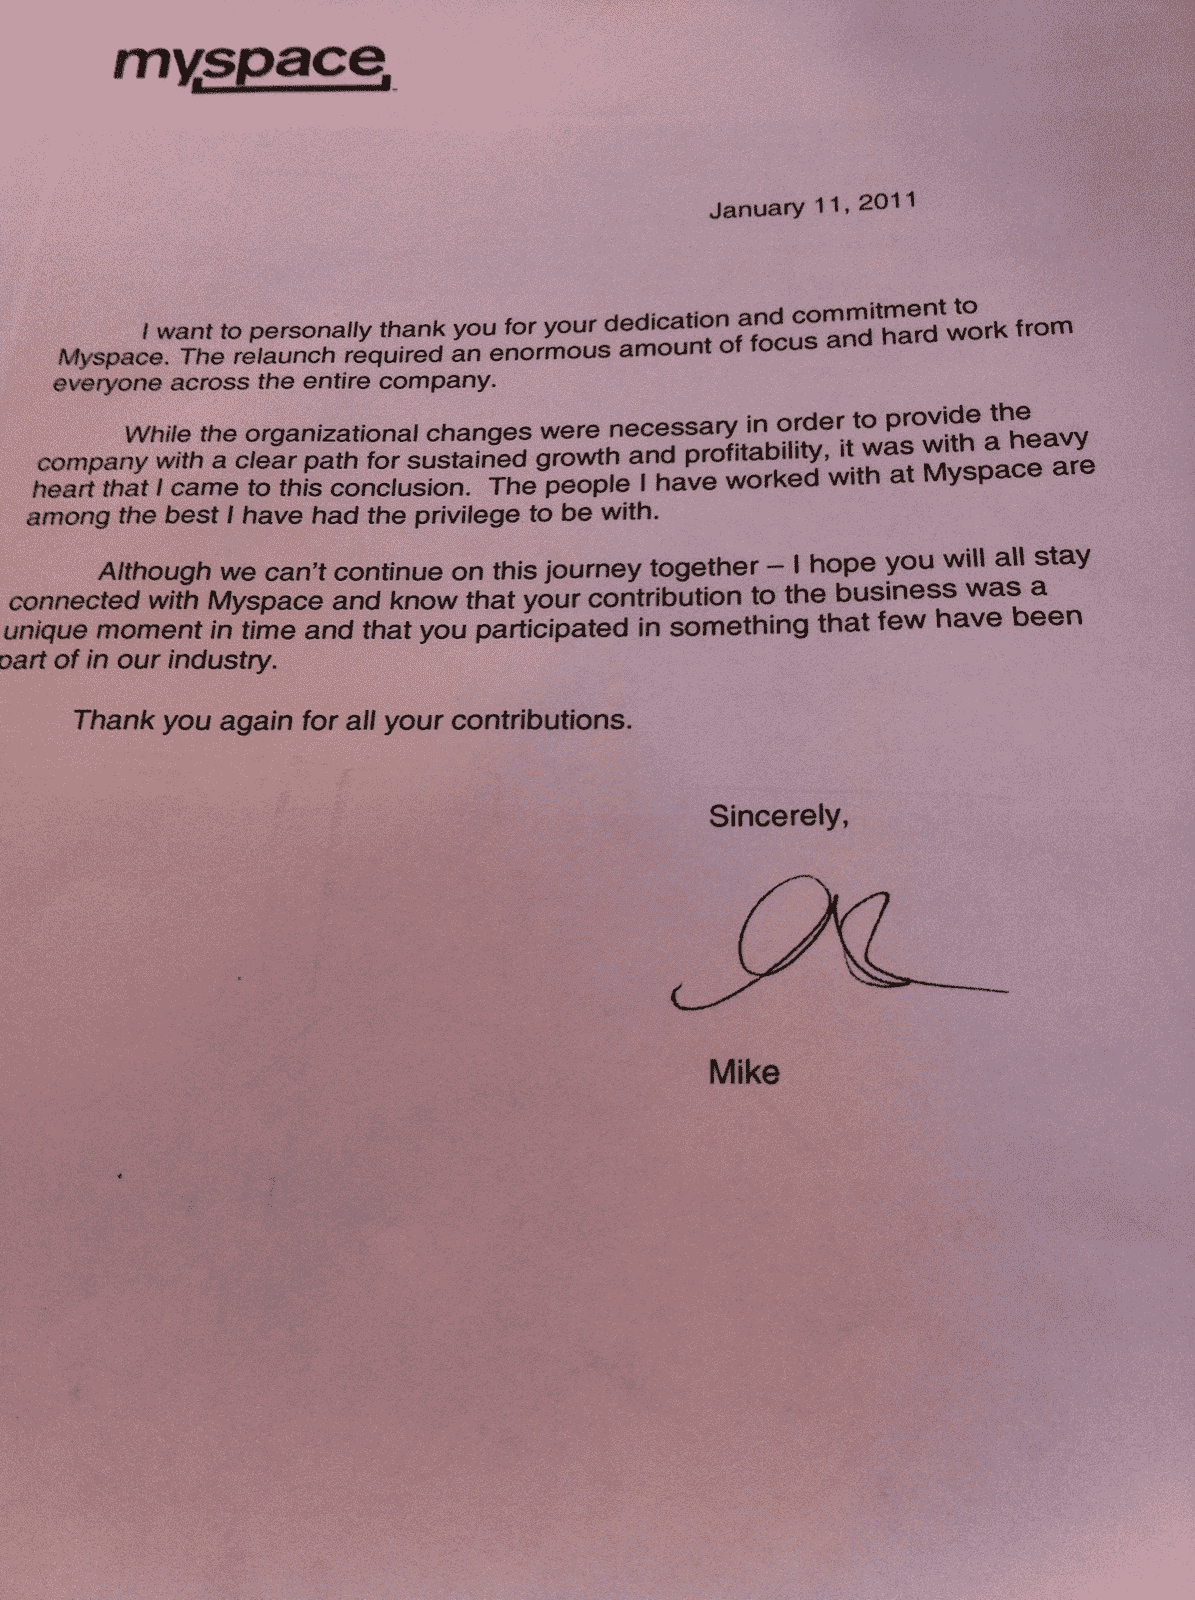 myspace
January 11, 2011
I want to personally thank you for your dedication and commitment to
Myspace. The relaunch required an enormous amount of focus and hard work from
everyone across the entire company.
While the organizational changes were necessary in order to provide the
company with a clear path for sustained growth and profitability, it was with a heavy
heart that I came to this conclusion.  The people I have worked with at Myspace are
among the best I have had the privilege to be with.
Although we can't continue on this journey together – I hope you will all stay
connected with Myspace and know that your contribution to the business was a
unique moment in time and that you participated in something that few have been
part of in our industry.
Thank you again for all your contributions.
Sincerely,
Mike